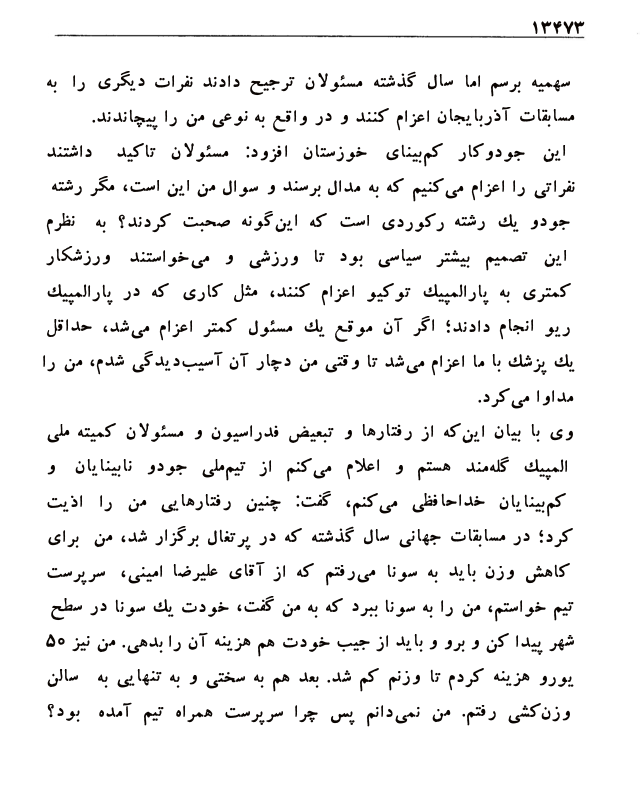 ۱۳۴۷۳
سهمیه برسم اما سال گذشته مسئولان ترجیح دادند نفرات دیگری را به
مسابقات آذربایجان اعزام کنند و در واقع به نوعی من را پیچاندند.
این جودوکار کم‌بینای خوزستان افزود: مسئولان تاکید داشتند
نفراتی را اعزام می‌کنیم که به مدال برسند و سوال من این است، مگر رشته
جودو یك رشته رکوردی است که این‌گونه صحبت کردند؟ به نظرم
این تصمیم بیشتر سیاسی بود تا ورزشی و می‌خواستند ورزشکار
کمتری به پارالمپیك توکیو اعزام کنند، مثل کاری که در پارالمپیك
ریو انجام دادند؛ اگر آن موقع یك مسئول کمتر اعزام می‌شد، حداقل
یك پزشك با ما اعزام می‌شد تا وقتی من دچار آن آسیب‌دیدگی شدم، من را
مداوا می‌کرد.
وی با بیان این‌که از رفتارها و تبعیض فدراسیون و مسئولان کمیته ملی
المپیك گله‌مند هستم و اعلام می‌کنم از تیم‌ملی جودو نابینایان و
کم‌بینایان خداحافظی می‌کنم، گفت: چنین رفتارهایی من را اذیت
کرد؛ در مسابقات جهانی سال گذشته که در پرتغال برگزار شد، من برای
کاهش وزن باید به سونا می‌رفتم که از آقای علیرضا امینی، سرپرست
تیم خواستم، من را به سونا ببرد که به من گفت، خودت یك سونا در سطح
شهر پیدا کن و برو و باید از جیب خودت هم هزینه آن را بدهی. من نیز ۵۰
یورو هزینه کردم تا وزنم کم شد. بعد هم به سختی و به تنهایی به سالن
وزن‌کشی رفتم. من نمی‌دانم پس چرا سرپرست همراه تیم آمده بود؟